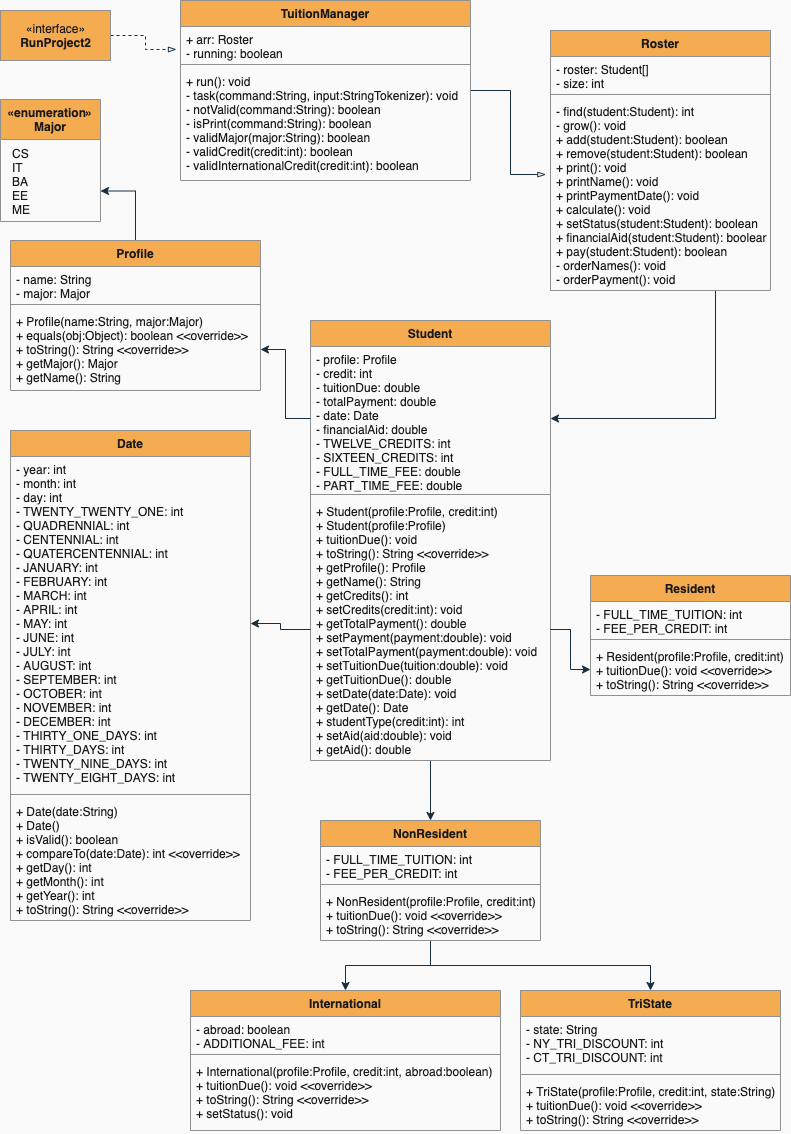 «interface»
RunProject2
TuitionManager
+ arr: Roster
- running: boolean
+ run(): void
- task(command:String, input:StringTokenizer): void
- notValid(command:String): boolean
- isPrint(command:String): boolean
- validMajor(major:String): boolean
- validCredit(credit:int): boolean
- validInternationalCredit(credit:int): boolean
Roster
- roster: Student[]
- size: int
- find(student:Student): int
- grow(): void
+ add(student:Student): boolean
+ remove(student:Student): boolean
+ print(): void
+ printName(): void
+ printPaymentDate(): void
+ calculate(): void
+ setStatus(student:Student): boolean
+ financialAid(student:Student): boolear
+ pay(student:Student): boolean
- orderNames(): void
- orderPayment(): void
«enumeration»
Major
CS
IT
BA
EE
ME
Profile
- name: String
- major: Major
+ Profile(name:String, major:Major)
+ equals(obj:Object): boolean <<override>>
+ toString(): String <<override>>
+ getMajor(): Major
+ getName(): String
Student
- profile: Profile
- credit: int
- tuitionDue: double
- totalPayment: double
- date: Date
- financialAid: double
- TWELVE_CREDITS: int
- SIXTEEN_CREDITS: int
- FULL_TIME_FEE: double
- PART_TIME_FEE: double
+ Student(profile:Profile, credit:int)
+ Student(profile:Profile)
+ tuitionDue(): void
+ toString(): String <<override>>
+ getProfile(): Profile
+ getName(): String
+ getCredits(): int
+ setCredits(credit:int): void
+ getTotalPayment(): double
+ setPayment(payment:double): void
+ setTotalPayment(payment:double): void
+ setTuitionDue(tuition:double): void
+ getTuitionDue(): double
+ setDate(date:Date): void
+ getDate(): Date
+ studentType(credit:int): int
+ setAid(aid:double): void
+ getAid(): double
Date
- year: int
- month: int
- day: int
- TWENTY_TWENTY_ONE: int
- QUADRENNIAL: int
- CENTENNIAL: int
- QUATERCENTENNIAL: int
- JANUARY: int
- FEBRUARY: int
- MARCH: int
- APRIL: int
- MAY: int
- JUNE: int
- JULY: int
- AUGUST: int
- SEPTEMBER: int
- OCTOBER: int
- NOVEMBER: int
- DECEMBER: int
- THIRTY_ONE_DAYS: int
- THIRTY_DAYS: int
- TWENTY_NINE_DAYS: int
- TWENTY_EIGHT_DAYS: int
+ Date(date:String)
+ Date()
+ isValid(): boolean
+ compareTo(date:Date): int <<override>>
+ getDay(): int
+ getMonth(): int
+ getYear(): int
+ toString(): String <<override>>
Resident
- FULL_TIME_TUITION: int
- FEE_PER_CREDIT: int
+ Resident(profile:Profile, credit:int)
+ tuitionDue(): void <<override>>
+ toString(): String <<override>>
NonResident
- FULL_TIME_TUITION: int
- FEE_PER_CREDIT: int
+ NonResident(profile:Profile, credit:int)
+ tuitionDue(): void <<override>>
+ toString(): String <<override>>
International
- abroad: boolean
- ADDITIONAL_FEE: int
+ International(profile:Profile, credit:int, abroad:boolean)
+ tuitionDue(): void <<override>>
+ toString(): String <<override>>
+ setStatus(): void
TriState
- state: String
- NY_TRI_DISCOUNT: int
- CT_TRI_DISCOUNT: int
+ TriState(profile:Profile, credit:int, state:String)
+ tuitionDue(): void <<override>>
+ toString(): String <<override>>